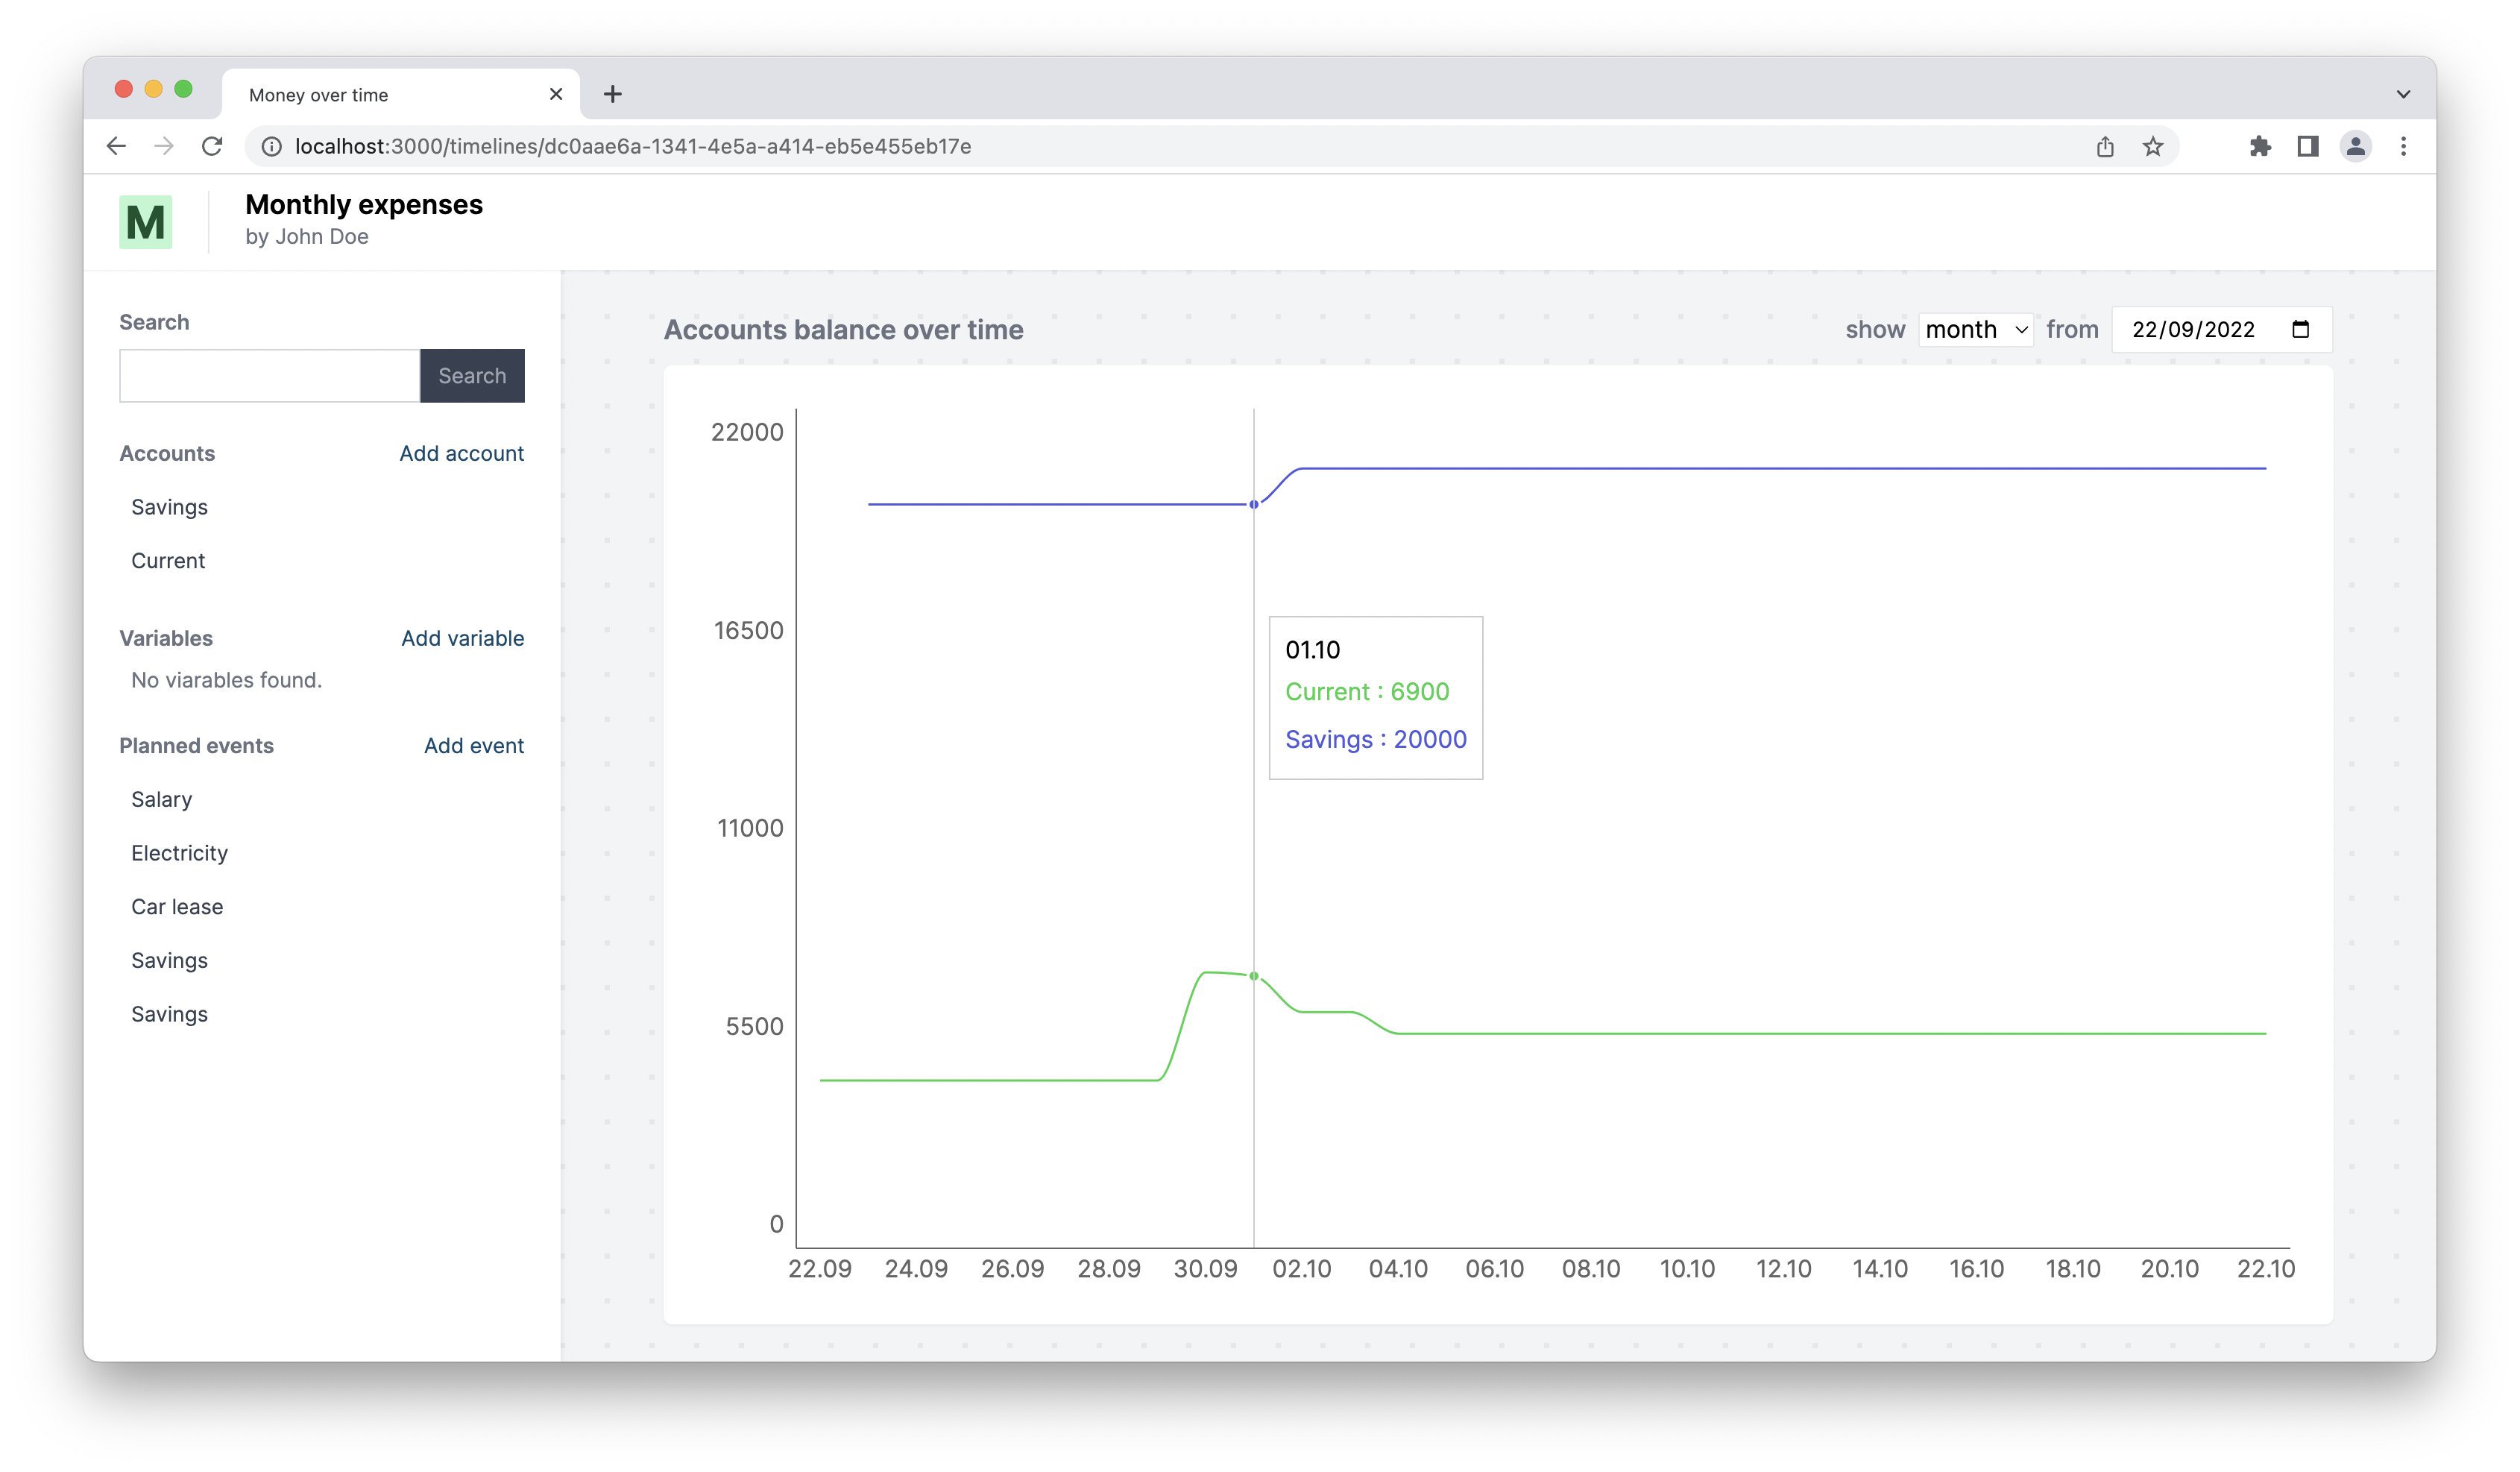 Money over time
localhost:3000/timelines/dc0aae6a-1341-4e5a-a414-eb5e455eb17e
M
Monthly expenses
by John Doe
Search
Search
Accounts Add account
Savings
Current
Variables Add variable
No viarables found.
Planned events Add event
Salary
Electricity
Car lease
Savings
Savings
Accounts balance over time show month from 22/09/2022
22000
16500
11000
5500
0
01.10
Current : 6900
Savings : 20000
22.09 24.09 26.09 28.09 30.09 02.10 04.10 06.10 08.10 10.10 12.10 14.10 16.10 18.10 20.10 22.10